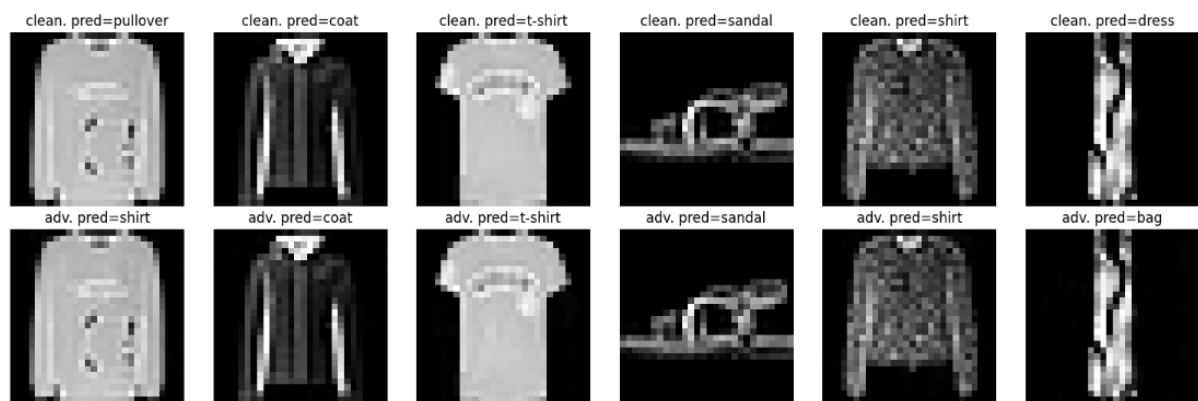 clean. pred=pullover
clean. pred=coat
clean. pred=t-shirt
clean. pred=sandal
clean. pred=shirt
clean. pred=dress
adv. pred=shirt
adv. pred=coat
adv. pred=t-shirt
adv. pred=sandal
adv. pred=shirt
adv. pred=bag